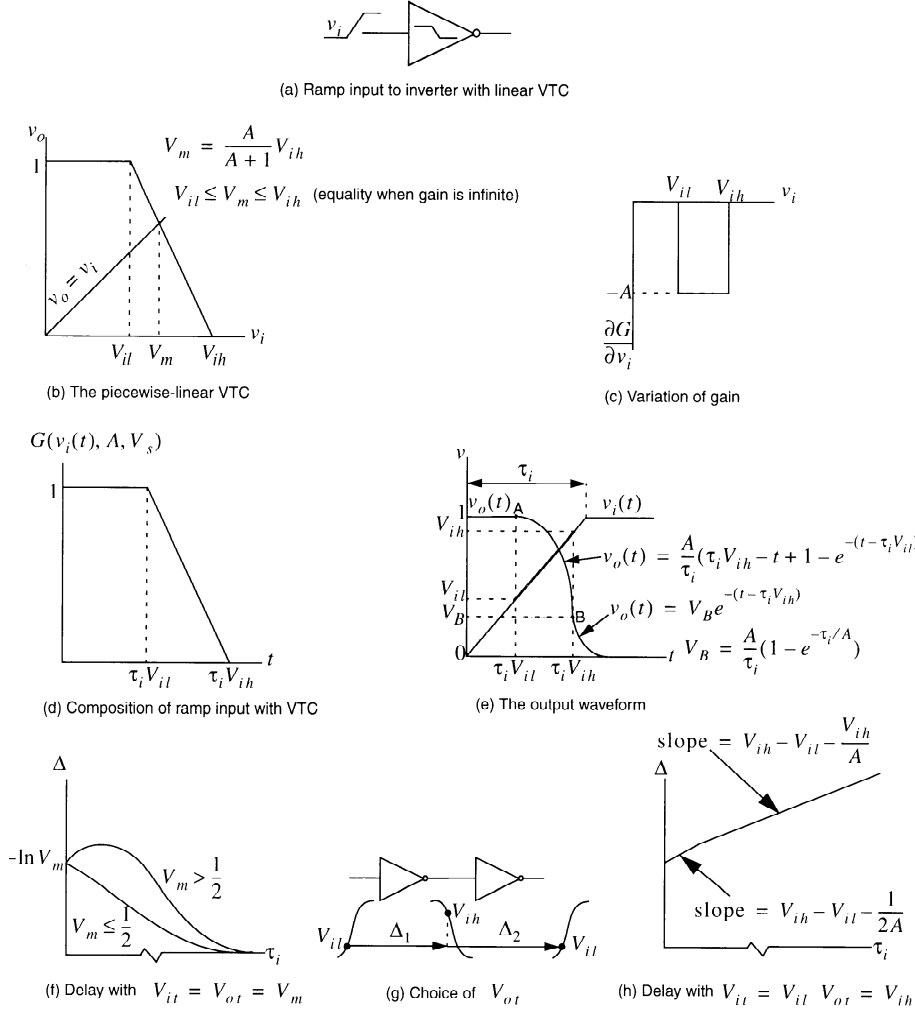 v_i
(a) Ramp input to inverter with linear VTC
v_o
1
V_m = A / (A + 1) V_ih
V_il ≤ V_m ≤ V_ih (equality when gain is infinite)
v_o = v_i
V_il V_m V_ih v_i
(b) The piecewise-linear VTC
V_il V_ih v_i
−A
∂G / ∂v_i
(c) Variation of gain
G(v_i(t), A, V_s)
1
τ_i V_il τ_i V_ih t
(d) Composition of ramp input with VTC
v
τ_i
1 v_o(t) A v_i(t)
V_ih
v_o(t) = A/τ_i (τ_i V_ih − t + 1 − e^−(t − τ_i V_il)
V_il
V_B B v_o(t) = V_B e^−(t − τ_i V_ih)
0 t V_B = A/τ_i (1 − e^−τ_i/A)
τ_i V_il τ_i V_ih
(e) The output waveform
Δ
−ln V_m
V_m > 1/2
V_m ≤ 1/2
τ_i
(f) Delay with V_it = V_ot = V_m
V_ih
V_il Δ_1 Δ_2 V_il
(g) Choice of V_ot
slope = V_ih − V_il − V_ih/A
Δ
slope = V_ih − V_il − 1/2A
τ_i
(h) Delay with V_it = V_il V_ot = V_ih